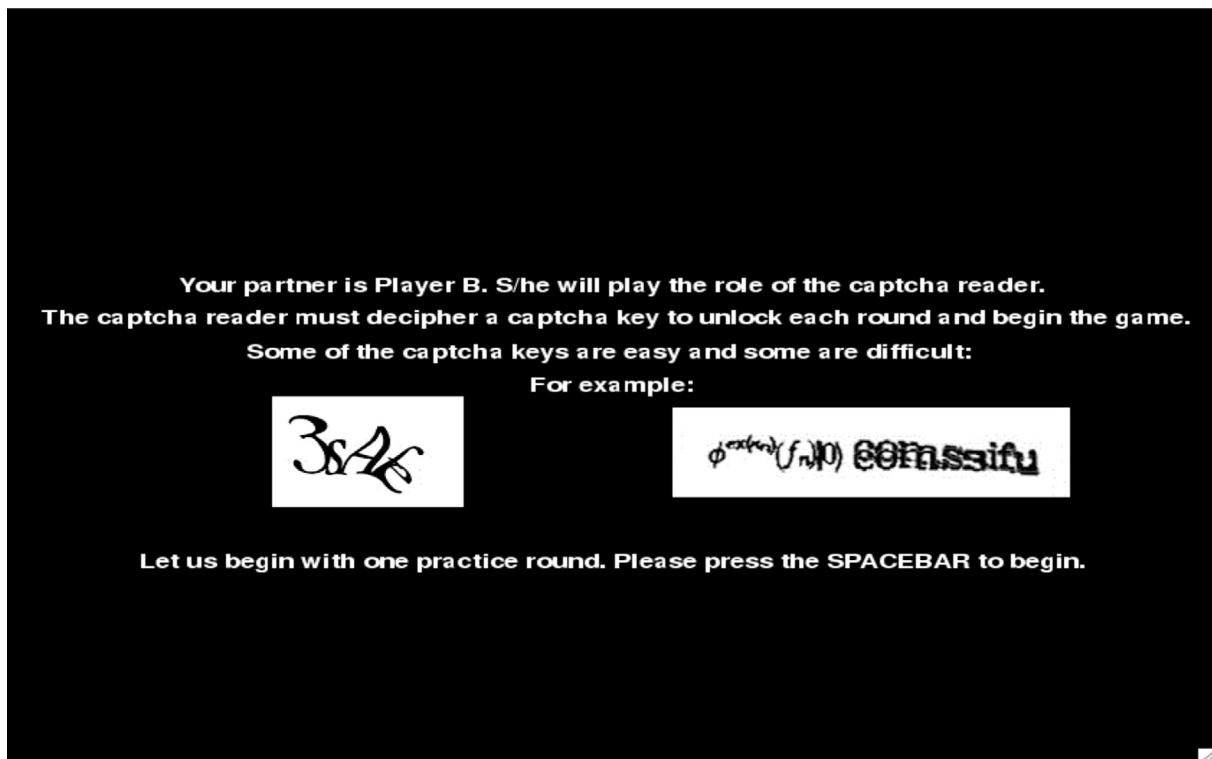 Your partner is Player B. S/he will play the role of the captcha reader.
The captcha reader must decipher a captcha key to unlock each round and begin the game.
Some of the captcha keys are easy and some are difficult:
For example:
Let us begin with one practice round. Please press the SPACEBAR to begin.